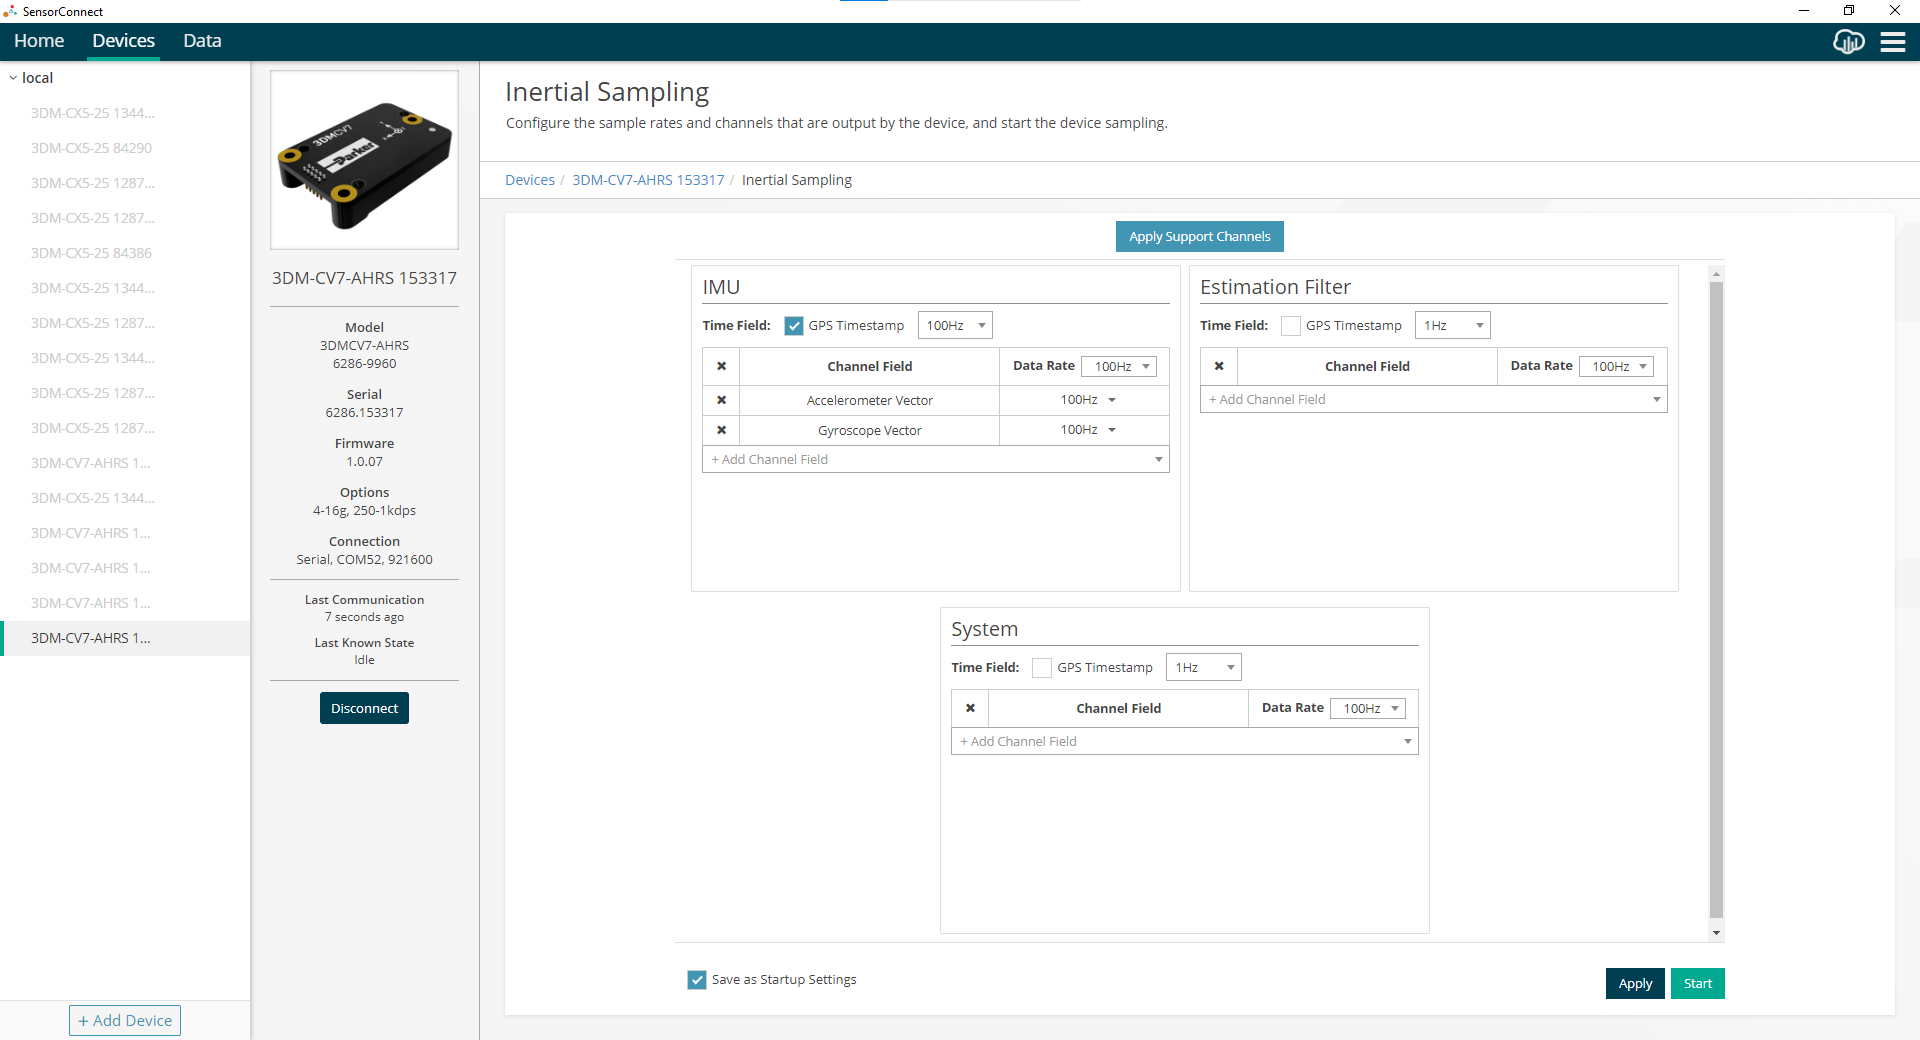 SensorConnect
Home Devices Data
local
3DM-CX5-25 1344...
3DM-CX5-25 84290
3DM-CX5-25 1287...
3DM-CX5-25 1287...
3DM-CX5-25 84386
3DM-CX5-25 1344...
3DM-CX5-25 1287...
3DM-CX5-25 1344...
3DM-CX5-25 1287...
3DM-CX5-25 1287...
3DM-CV7-AHRS 1...
3DM-CX5-25 1344...
3DM-CV7-AHRS 1...
3DM-CV7-AHRS 1...
3DM-CV7-AHRS 1...
3DM-CV7-AHRS 1...
+ Add Device
3DMCV7
Parker
3DM-CV7-AHRS 153317
Model
3DMCV7-AHRS
6286-9960
Serial
6286.153317
Firmware
1.0.07
Options
4-16g, 250-1kdps
Connection
Serial, COM52, 921600
Last Communication
7 seconds ago
Last Known State
Idle
Disconnect
Inertial Sampling
Configure the sample rates and channels that are output by the device, and start the device sampling.
Devices / 3DM-CV7-AHRS 153317 / Inertial Sampling
Apply Support Channels
IMU
Time Field: GPS Timestamp 100Hz
Channel Field Data Rate 100Hz
Accelerometer Vector 100Hz
Gyroscope Vector 100Hz
+ Add Channel Field
Estimation Filter
Time Field: GPS Timestamp 1Hz
Channel Field Data Rate 100Hz
+ Add Channel Field
System
Time Field: GPS Timestamp 1Hz
Channel Field Data Rate 100Hz
+ Add Channel Field
Save as Startup Settings
Apply Start